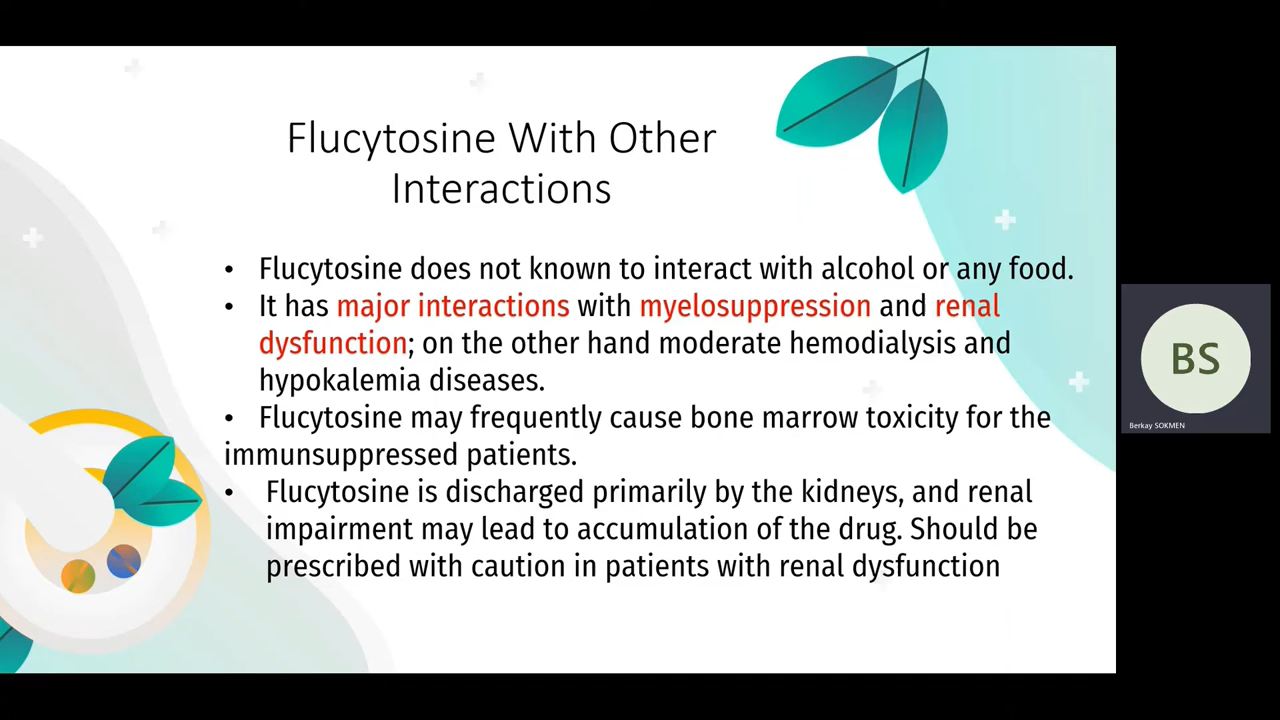 Flucytosine With Other
Interactions
• Flucytosine does not known to interact with alcohol or any food.
• It has major interactions with myelosuppression and renal
dysfunction; on the other hand moderate hemodialysis and
hypokalemia diseases.
• Flucytosine may frequently cause bone marrow toxicity for the
immunsuppressed patients.
• Flucytosine is discharged primarily by the kidneys, and renal
impairment may lead to accumulation of the drug. Should be
prescribed with caution in patients with renal dysfunction
BS
Berkay SOKMEN